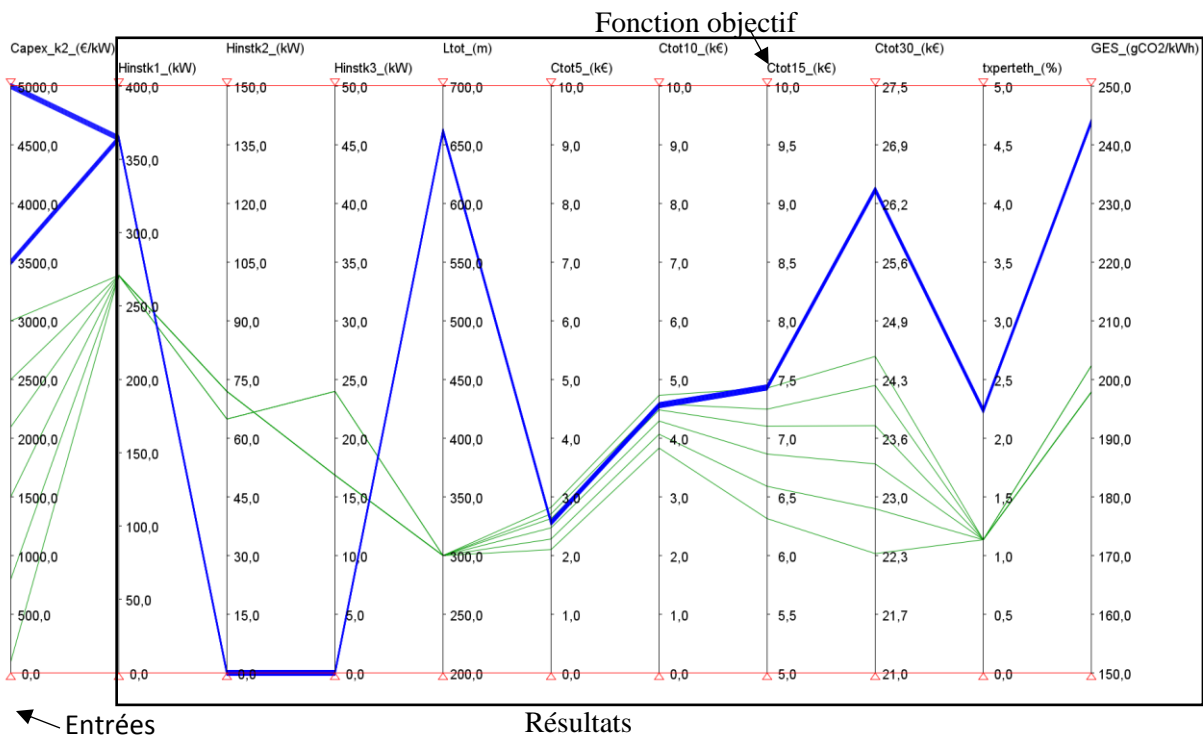 Fonction objectif
Capex_k2_(€/kW) Hinstk2_(kW) Ltot_(m) Ctot10_(k€) Ctot30_(k€) GES_(gCO2/kWh)
Hinstk1_(kW) Hinstk3_(kW) Ctot5_(k€) Ctot15_(k€) txperteth_(%)
5000,0 400,0 150,0 50,0 700,0 10,0 10,0 10,0 27,5 5,0 250,0
4500,0 350,0 135,0 45,0 650,0 9,0 9,0 9,5 26,9 4,5 240,0
4000,0 300,0 120,0 40,0 600,0 8,0 8,0 9,0 26,2 4,0 230,0
3500,0 105,0 35,0 550,0 7,0 7,0 8,5 25,6 3,5 220,0
3000,0 250,0 90,0 30,0 500,0 6,0 6,0 8,0 24,9 3,0 210,0
2500,0 200,0 75,0 25,0 450,0 5,0 5,0 7,5 24,3 2,5 200,0
2000,0 150,0 60,0 20,0 400,0 4,0 4,0 7,0 23,6 2,0 190,0
1500,0 45,0 15,0 350,0 3,0 3,0 6,5 23,0 1,5 180,0
1000,0 100,0 30,0 10,0 300,0 2,0 2,0 6,0 22,3 1,0 170,0
500,0 50,0 15,0 5,0 250,0 1,0 1,0 5,5 21,7 0,5 160,0
0,0 0,0 0,0 0,0 200,0 0,0 0,0 5,0 21,0 0,0 150,0
Entrées Résultats